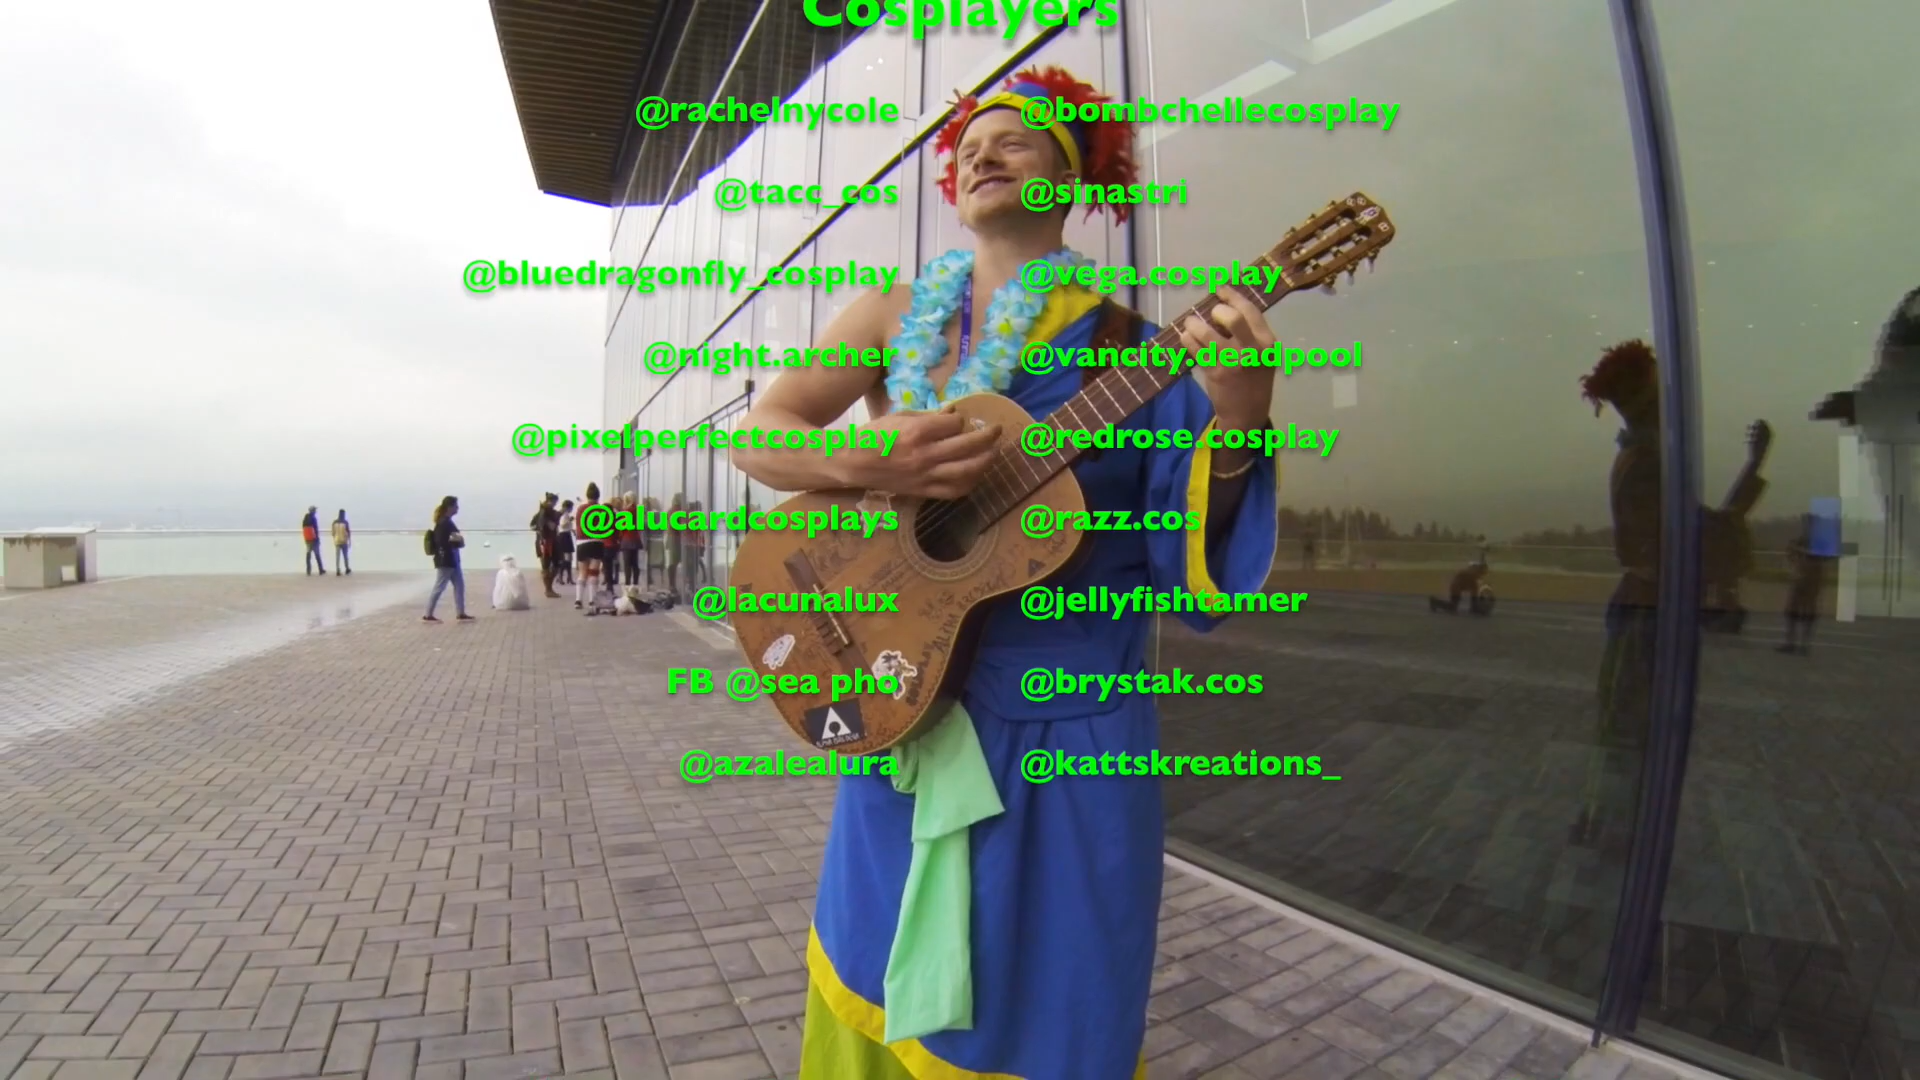 Cosplayers
@rachelnycole @bombchellecosplay
@tacc_cos @sinastri
@bluedragonfly_cosplay @vega.cosplay
@night.archer @vancity.deadpool
@pixelperfectcosplay @redrose.cosplay
@alucardcosplays @razz.cos
@lacunalux @jellyfishtamer
FB @sea pho @brystak.cos
@azalealura @kattskreations_